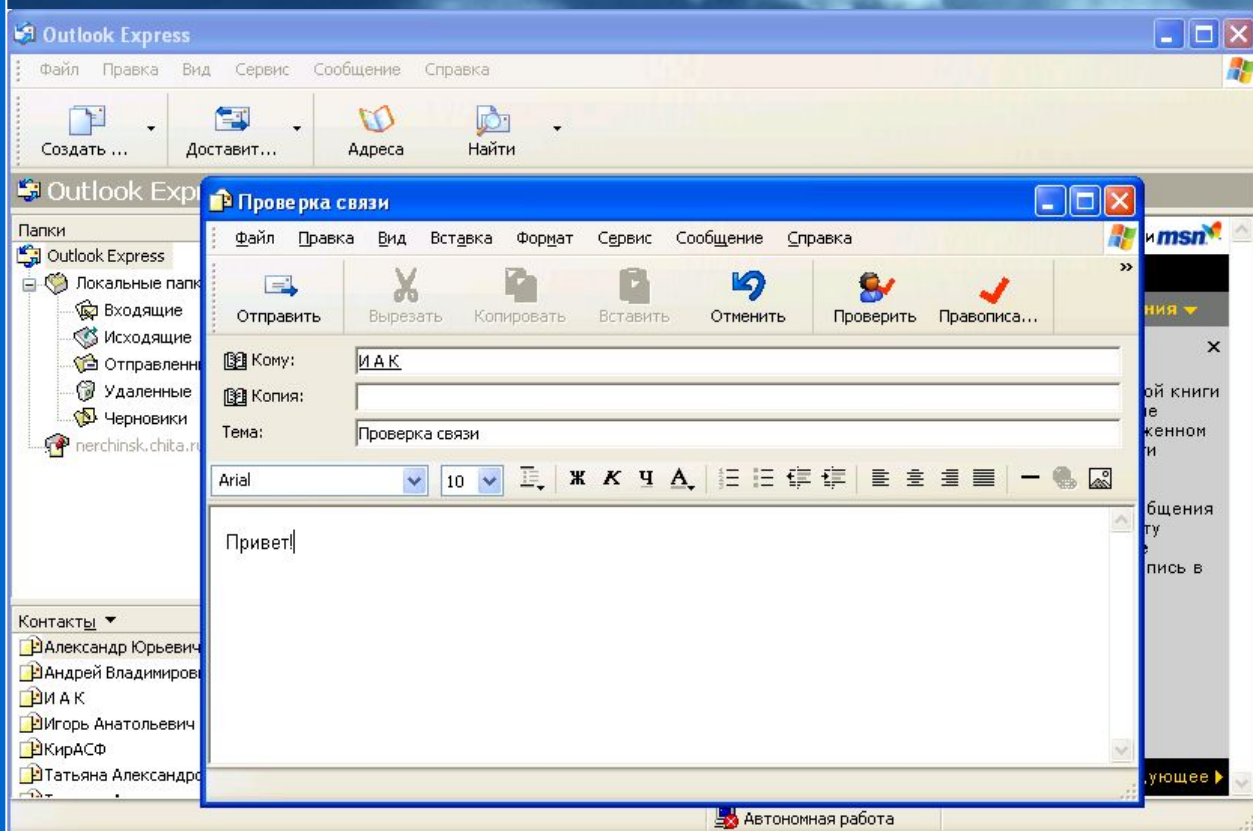 Outlook Express
Файл Правка Вид Сервис Сообщение Справка
Создать ... Доставит... Адреса Найти
Outlook Expr
Папки
Outlook Express
Локальные папк
Входящие
Исходящие
Отправленн
Удаленные
Черновики
nerchinsk.chita.ru
Контакты
Александр Юрьевич
Андрей Владимирови
И А К
Игорь Анатольевич
КирАСФ
Татьяна Александро
Проверка связи
Файл Правка Вид Вставка Формат Сервис Сообщение Справка
Отправить Вырезать Копировать Вставить Отменить Проверить Правописа... »
Кому: И А К
Копия:
Тема: Проверка связи
Arial 10 Ж К Ч А
Привет!
и msn
ния
ой книги
ие
женном
и
бщения
ту
пись в
ующее
Автономная работа